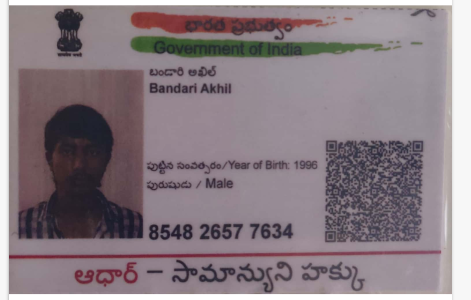 భారత ప్రభుత్వం
Government of India
బండారి అఖిల్
Bandari Akhil
పుట్టిన సంవత్సరం/Year of Birth: 1996
పురుషుడు / Male
8548 2657 7634
ఆధార్ – సామాన్యుని హక్కు